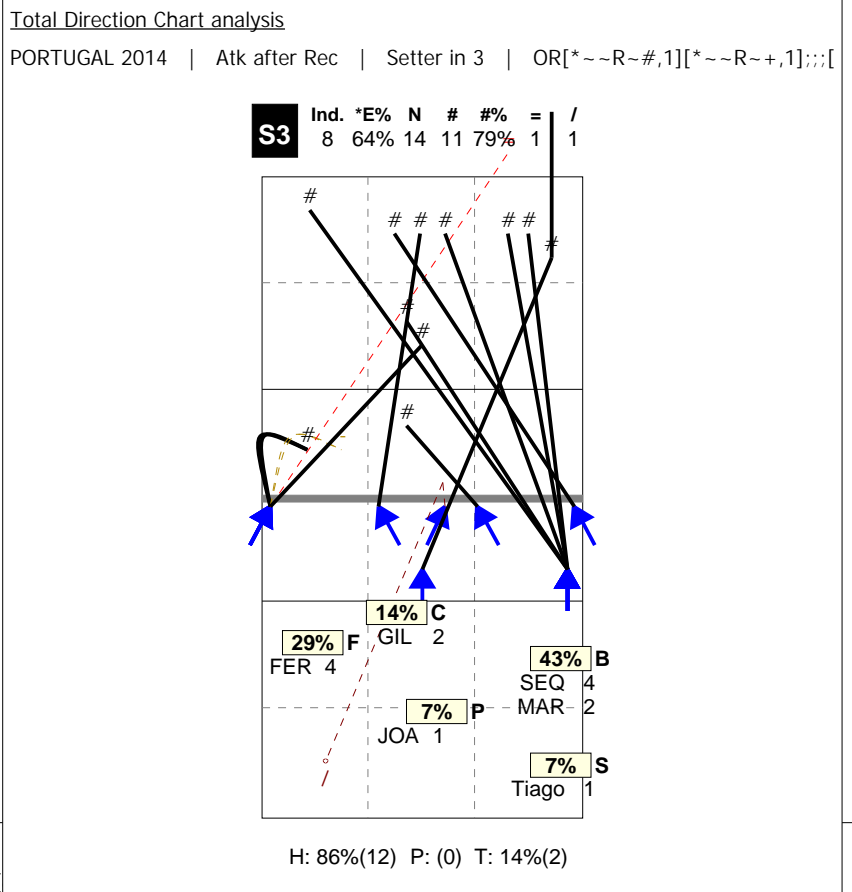 Total Direction Chart analysis
PORTUGAL 2014 | Atk after Rec | Setter in 3 | OR[*~~R~#,1][*~~R~+,1];;;[
Ind. *E% N # #% = /
S3 8 64% 14 11 79% 1 1
=
#
# # # # #
#
#
#
#
#
14% C
GIL 2
29% F
FER 4
43% B
SEQ 4
MAR 2
7% P
JOA 1
7% S
Tiago 1
/
H: 86%(12) P: (0) T: 14%(2)